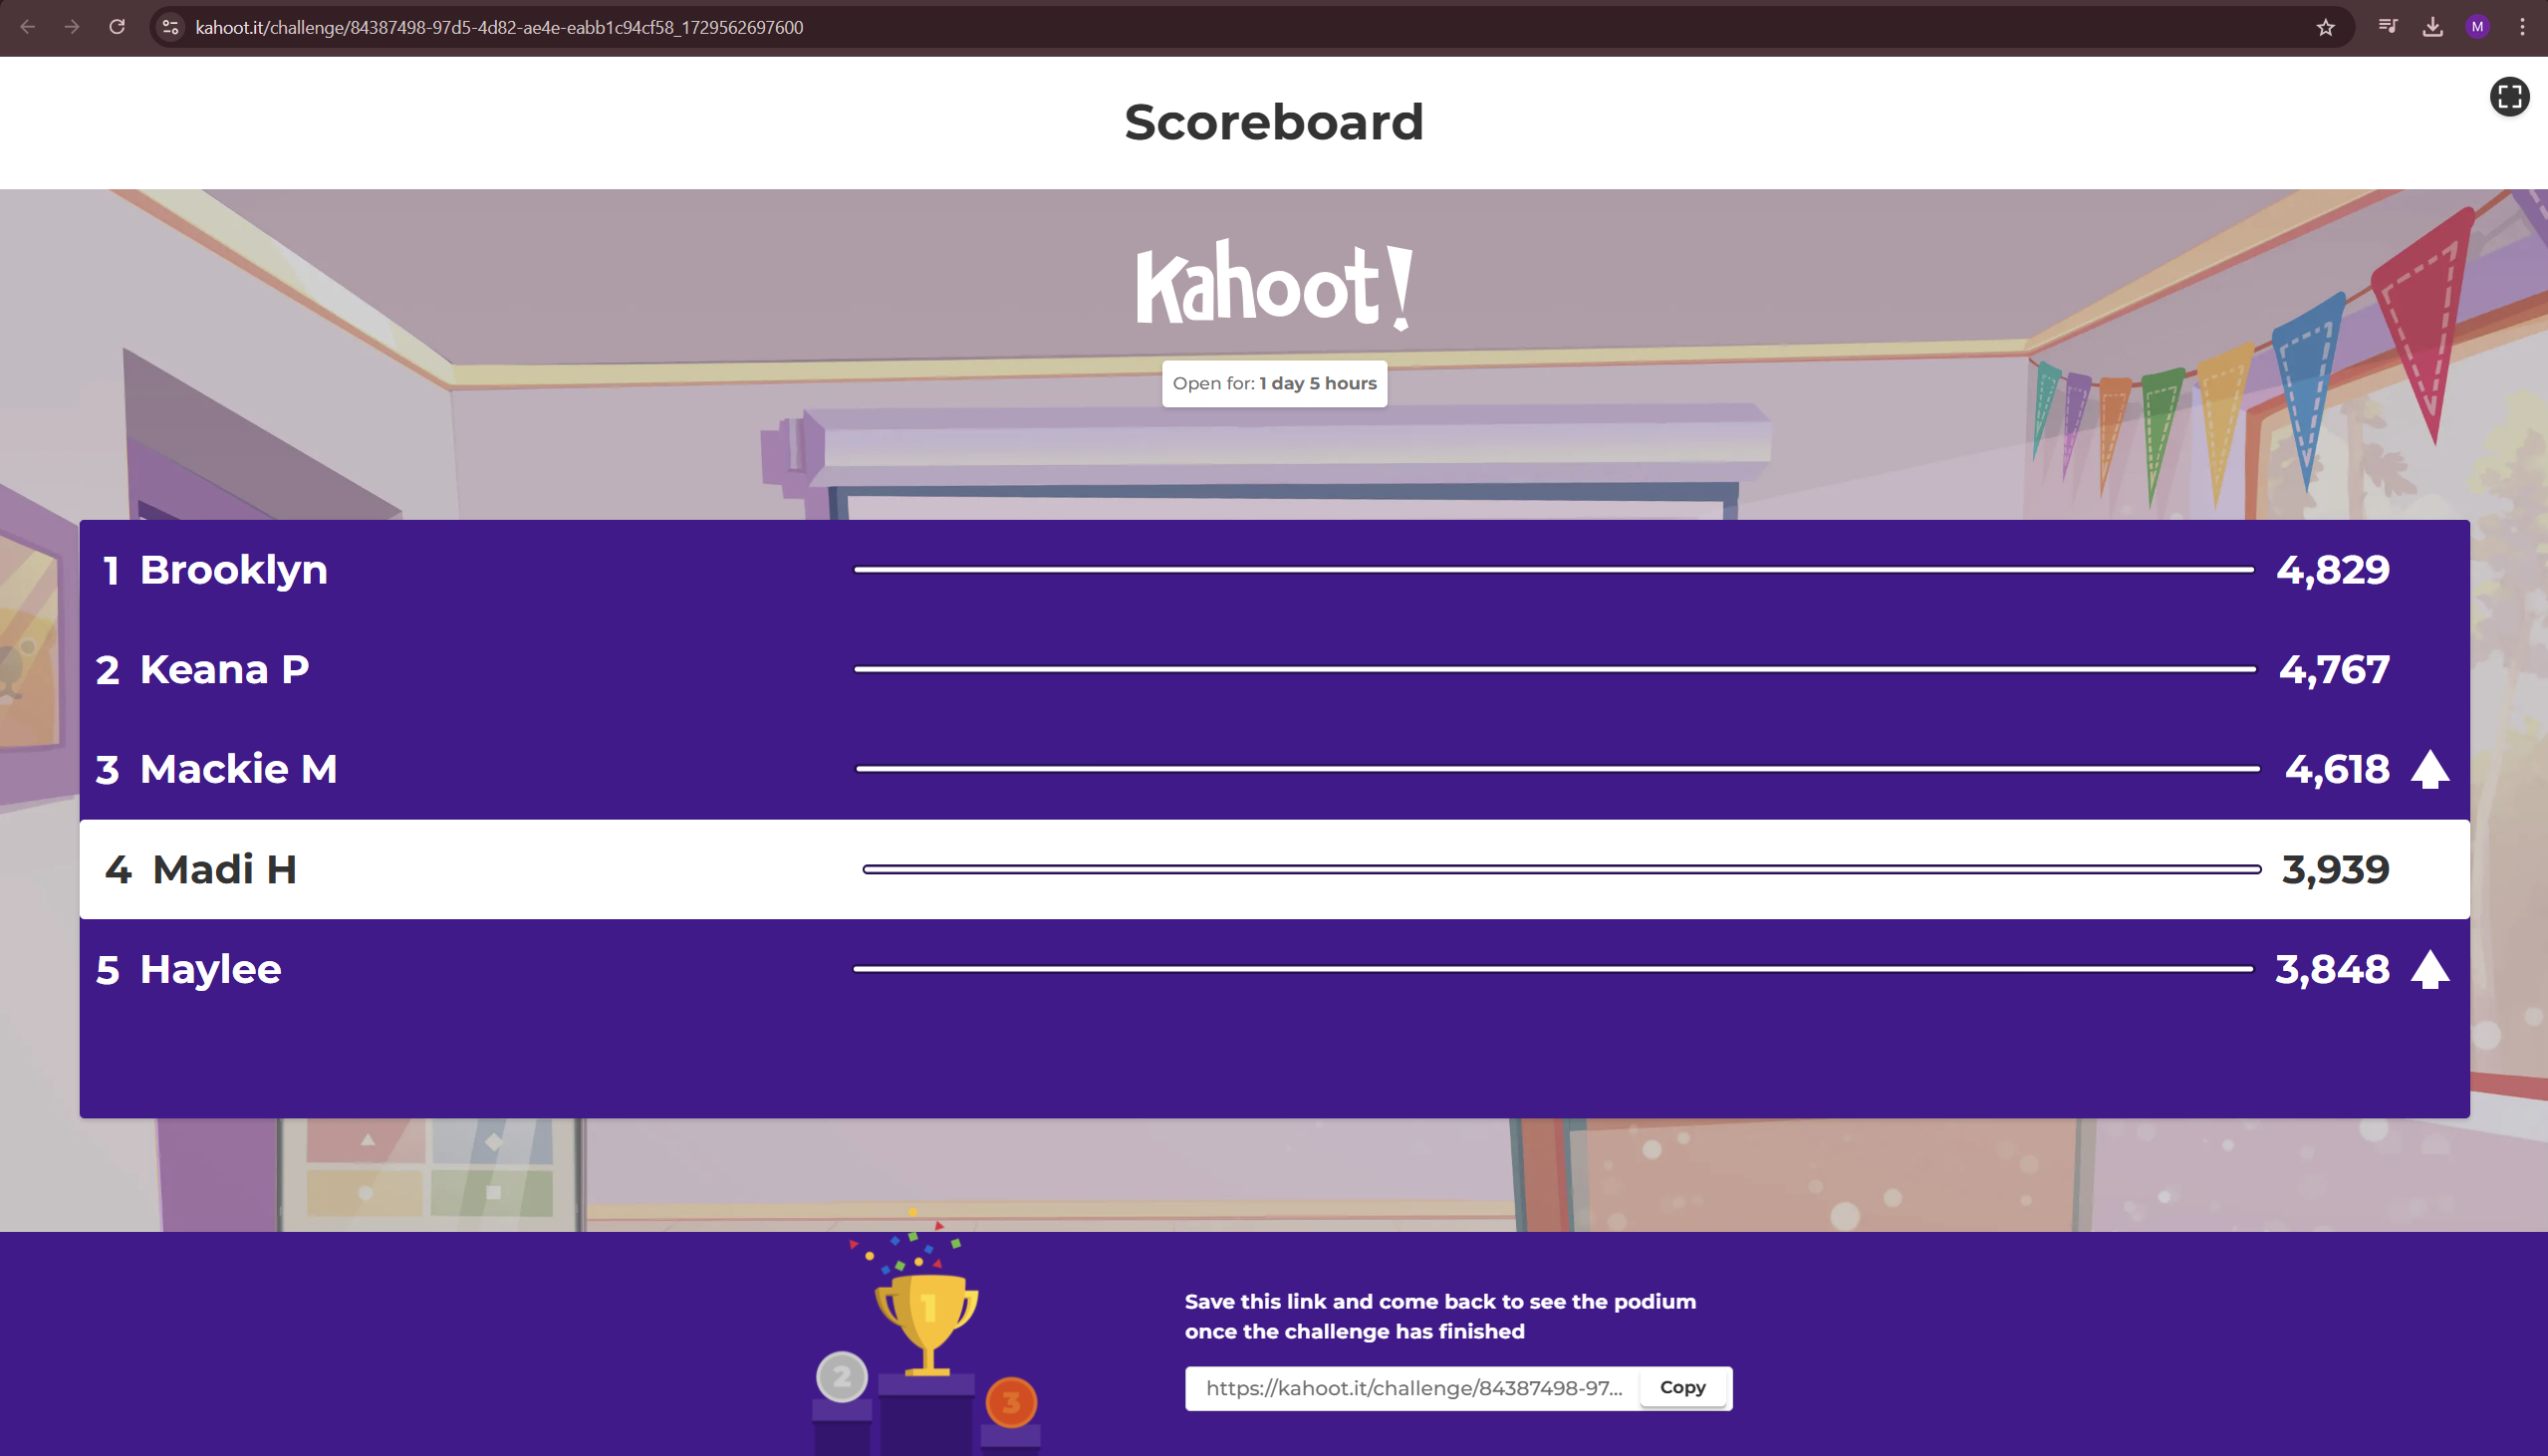 kahoot.it/challenge/84387498-97d5-4d82-ae4e-eabb1c94cf58_1729562697600
M
Scoreboard
Kahoot!
Open for: 1 day 5 hours
1 Brooklyn 4,829
2 Keana P 4,767
3 Mackie M 4,618
4 Madi H 3,939
5 Haylee 3,848
1
2
3
Save this link and come back to see the podium
once the challenge has finished
https://kahoot.it/challenge/84387498-97... Copy